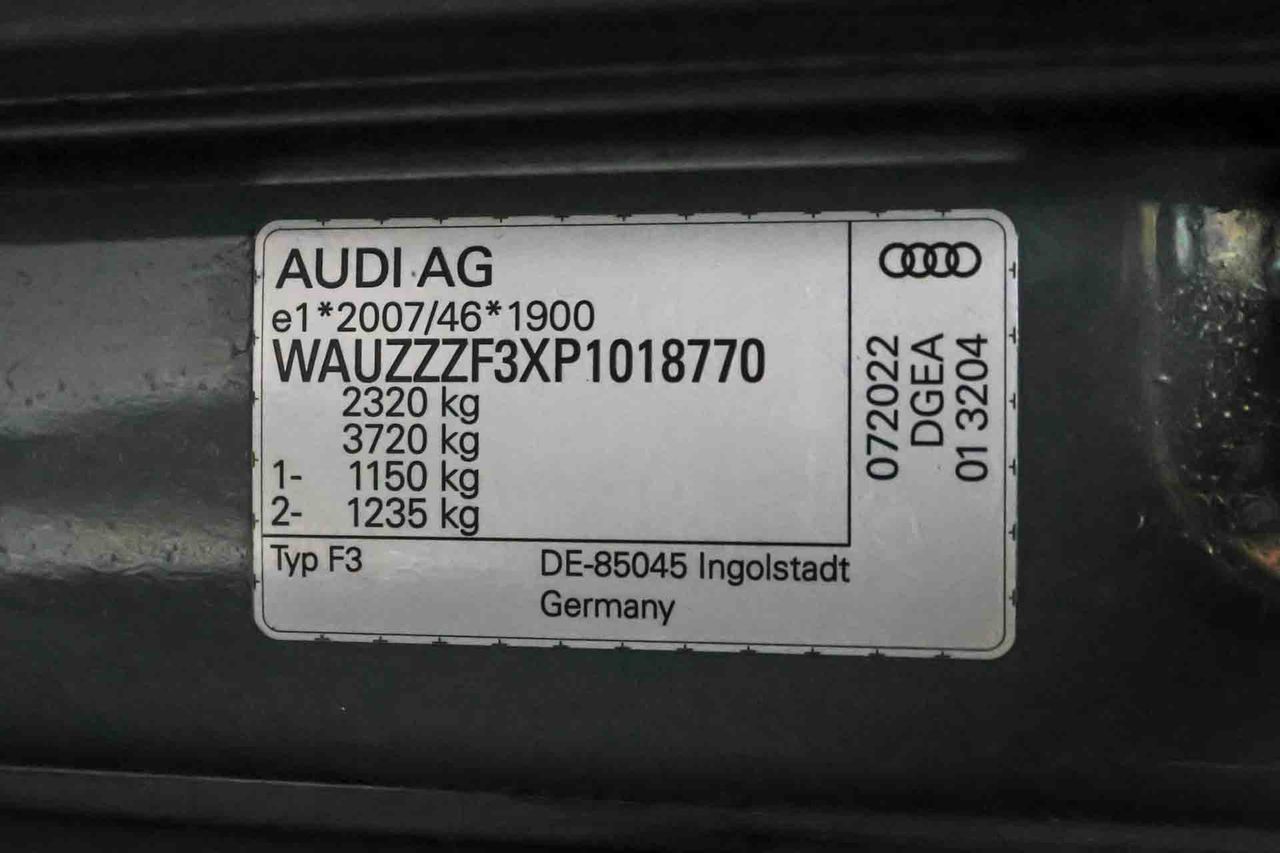 AUDI AG
e1*2007/46*1900
WAUZZZF3XP1018770
2320 kg
3720 kg
1- 1150 kg
2- 1235 kg
Typ F3
DE-85045 Ingolstadt
Germany
0722022
DGEA
01 3204